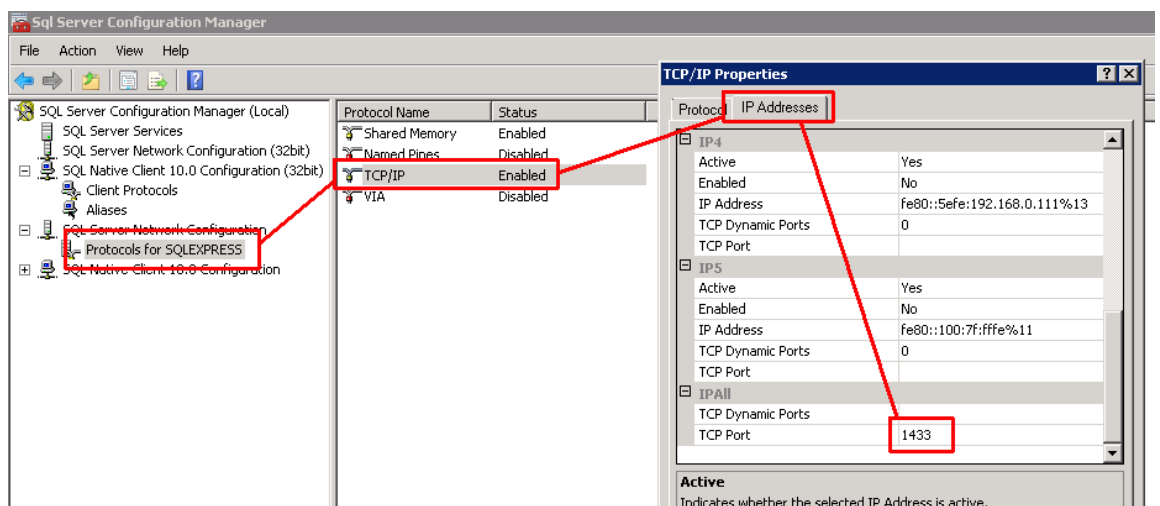 Sql Server Configuration Manager
File Action View Help
SQL Server Configuration Manager (Local)
SQL Server Services
SQL Server Network Configuration (32bit)
SQL Native Client 10.0 Configuration (32bit)
Client Protocols
Aliases
SQL Server Network Configuration
Protocols for SQLEXPRESS
SQL Native Client 10.0 Configuration
Protocol Name Status
Shared Memory Enabled
Named Pipes Disabled
TCP/IP Enabled
VIA Disabled
TCP/IP Properties
Protocol IP Addresses
IP4
Active Yes
Enabled No
IP Address fe80::5efe:192.168.0.111%13
TCP Dynamic Ports 0
TCP Port
IP5
Active Yes
Enabled No
IP Address fe80::100:7f:fffe%11
TCP Dynamic Ports 0
TCP Port
IPAll
TCP Dynamic Ports
TCP Port 1433
Active
Indicates whether the selected IP Address is active.